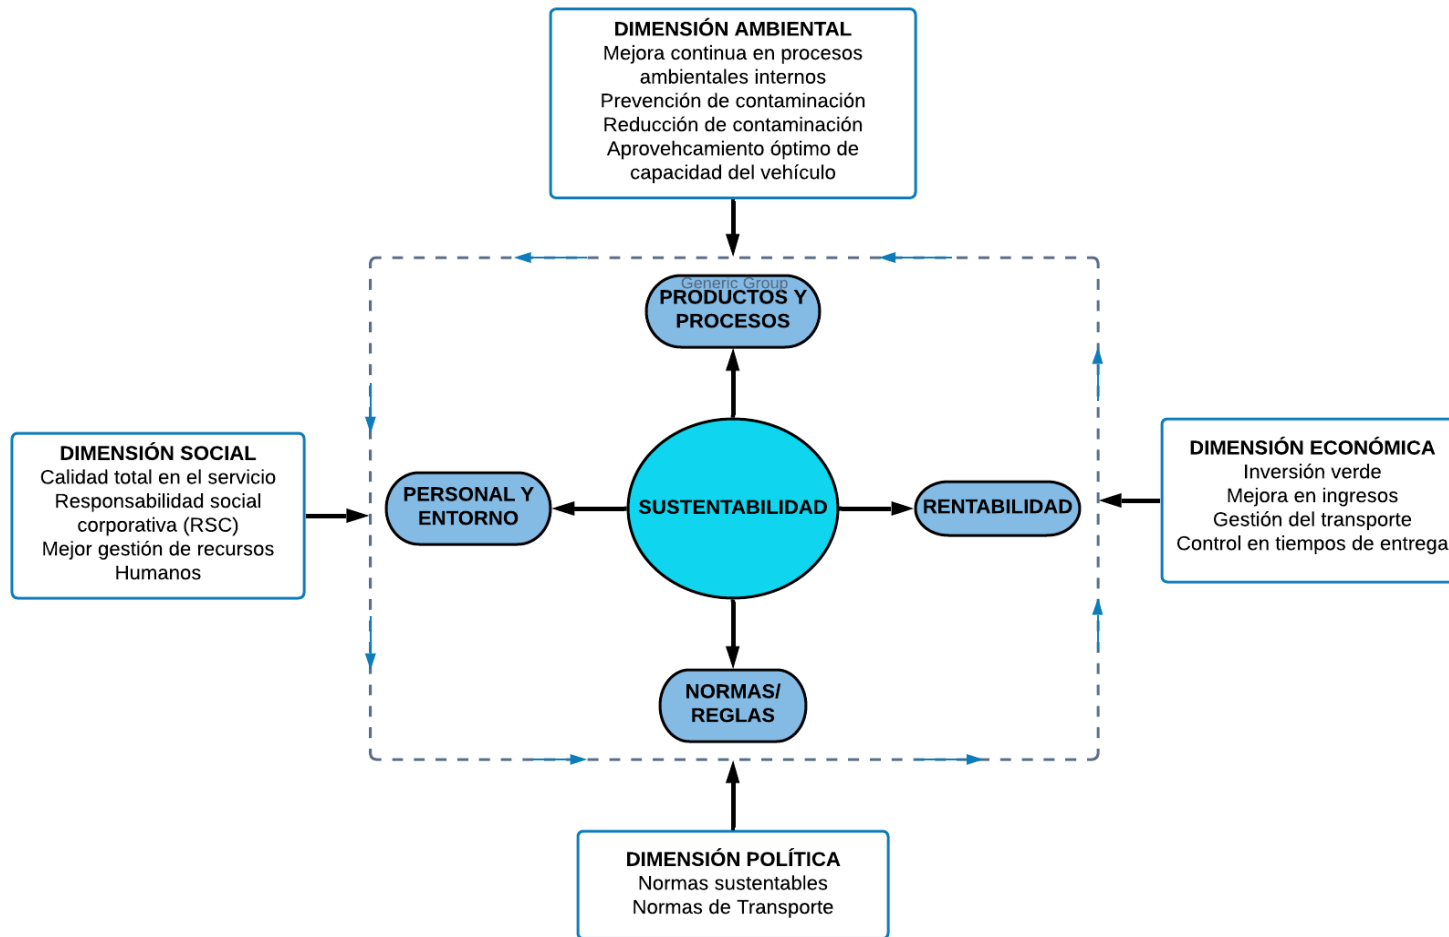 DIMENSIÓN AMBIENTAL
Mejora continua en procesos
ambientales internos
Prevención de contaminación
Reducción de contaminación
Aprovehcamiento óptimo de
capacidad del vehículo
Generic Group
PRODUCTOS Y
PROCESOS
DIMENSIÓN SOCIAL
Calidad total en el servicio
Responsabilidad social
corporativa (RSC)
Mejor gestión de recursos
Humanos
PERSONAL Y
ENTORNO
SUSTENTABILIDAD
RENTABILIDAD
DIMENSIÓN ECONÓMICA
Inversión verde
Mejora en ingresos
Gestión del transporte
Control en tiempos de entrega
NORMAS/
REGLAS
DIMENSIÓN POLÍTICA
Normas sustentables
Normas de Transporte